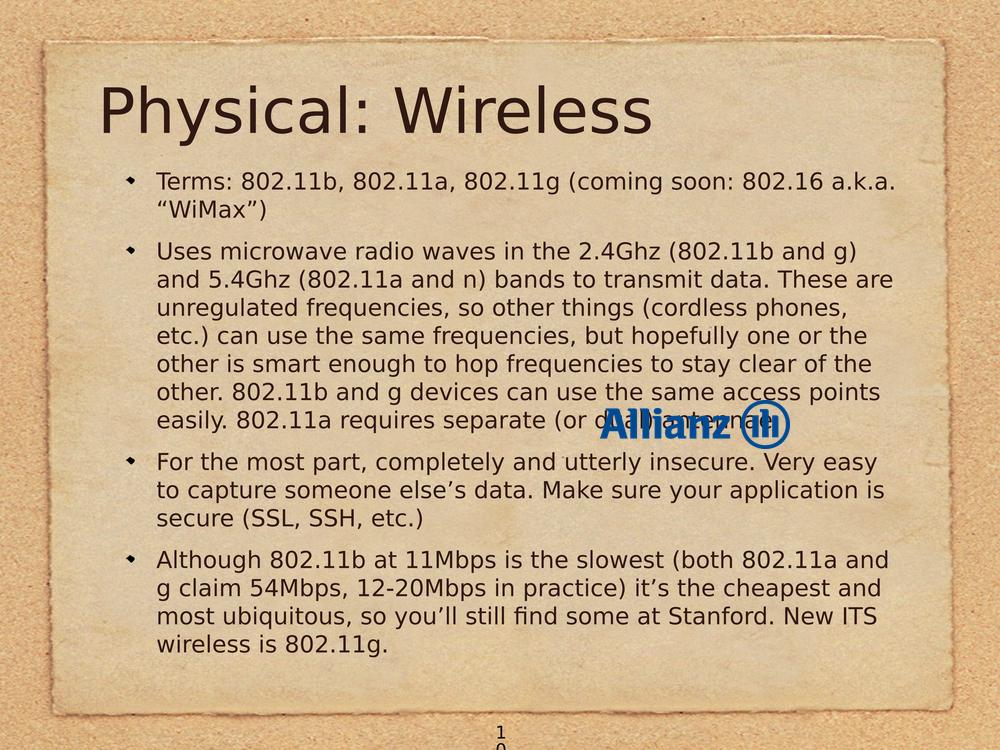 Physical: Wireless
Terms: 802.11b, 802.11a, 802.11g (coming soon: 802.16 a.k.a.
“WiMax”)
Uses microwave radio waves in the 2.4Ghz (802.11b and g)
and 5.4Ghz (802.11a and n) bands to transmit data. These are
unregulated frequencies, so other things (cordless phones,
etc.) can use the same frequencies, but hopefully one or the
other is smart enough to hop frequencies to stay clear of the
other. 802.11b and g devices can use the same access points
easily. 802.11a requires separate (or dual) antennae.
Allianz
For the most part, completely and utterly insecure. Very easy
to capture someone else’s data. Make sure your application is
secure (SSL, SSH, etc.)
Although 802.11b at 11Mbps is the slowest (both 802.11a and
g claim 54Mbps, 12-20Mbps in practice) it’s the cheapest and
most ubiquitous, so you’ll still find some at Stanford. New ITS
wireless is 802.11g.
1
0